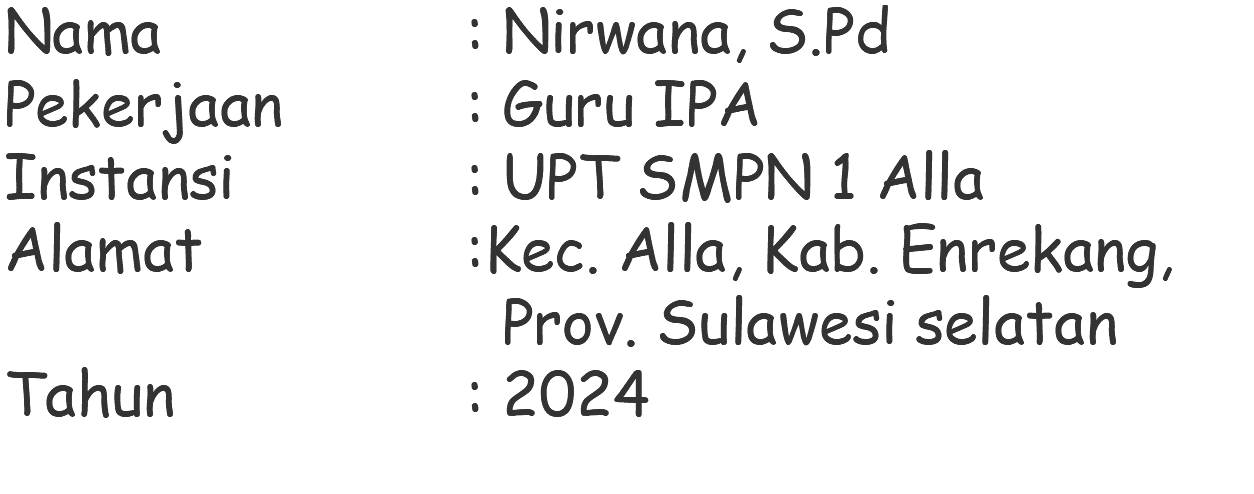 Nama : Nirwana, S.Pd
Pekerjaan : Guru IPA
Instansi : UPT SMPN 1 Alla
Alamat :Kec. Alla, Kab. Enrekang,
Prov. Sulawesi selatan
Tahun : 2024